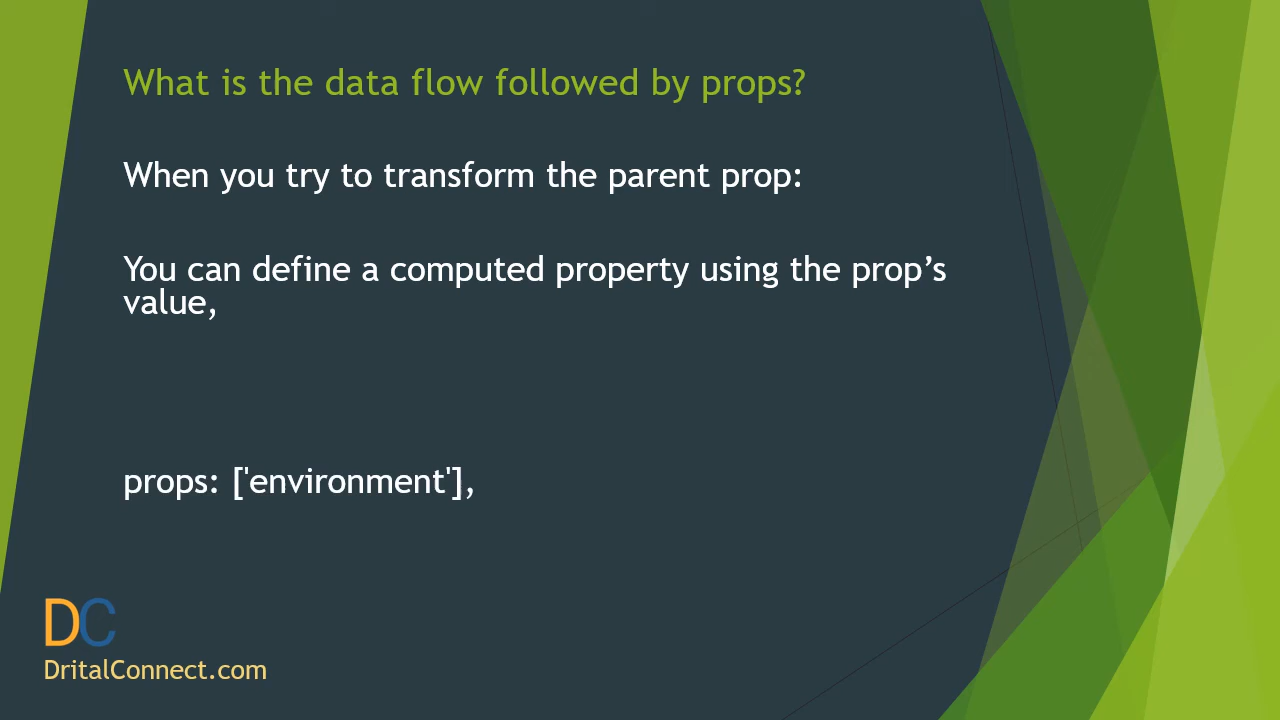 What is the data flow followed by props?
When you try to transform the parent prop:
You can define a computed property using the prop’s
value,
props: ['environment'],
DC
DritalConnect.com